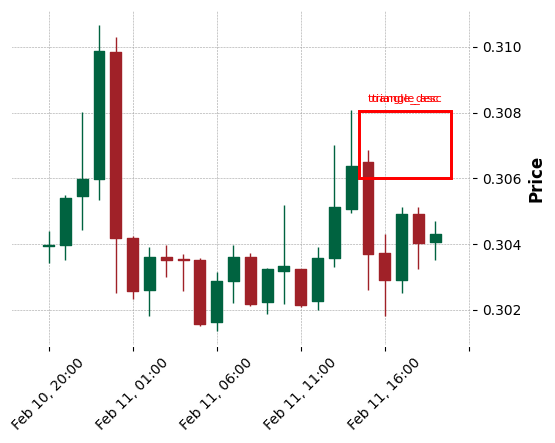 0.310
0.308
0.306
0.304
0.302
Price
Feb 10, 20:00
Feb 11, 01:00
Feb 11, 06:00
Feb 11, 11:00
Feb 11, 16:00